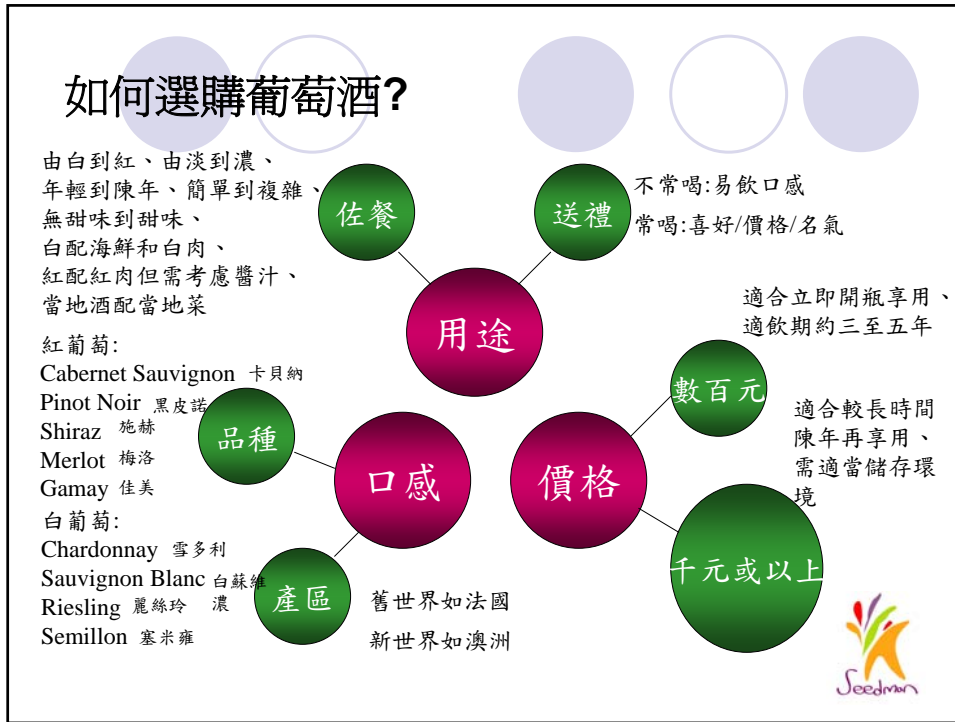 如何選購葡萄酒?
由白到紅、由淡到濃、
年輕到陳年、簡單到複雜、
無甜味到甜味、
白配海鮮和白肉、
紅配紅肉但需考慮醬汁、
當地酒配當地菜
佐餐
送禮
不常喝:易飲口感
常喝:喜好/價格/名氣
用途
適合立即開瓶享用、
適飲期約三至五年
數百元
紅葡萄:
Cabernet Sauvignon 卡貝納
Pinot Noir 黑皮諾
Shiraz 施赫
Merlot 梅洛
Gamay 佳美
白葡萄:
Chardonnay 雪多利
Sauvignon Blanc 白蘇維
濃
Riesling 麗絲玲
Semillon 塞米雍
品種
口感
價格
適合較長時間
陳年再享用、
需適當儲存環
境
千元或以上
產區
舊世界如法國
新世界如澳洲
Seedman